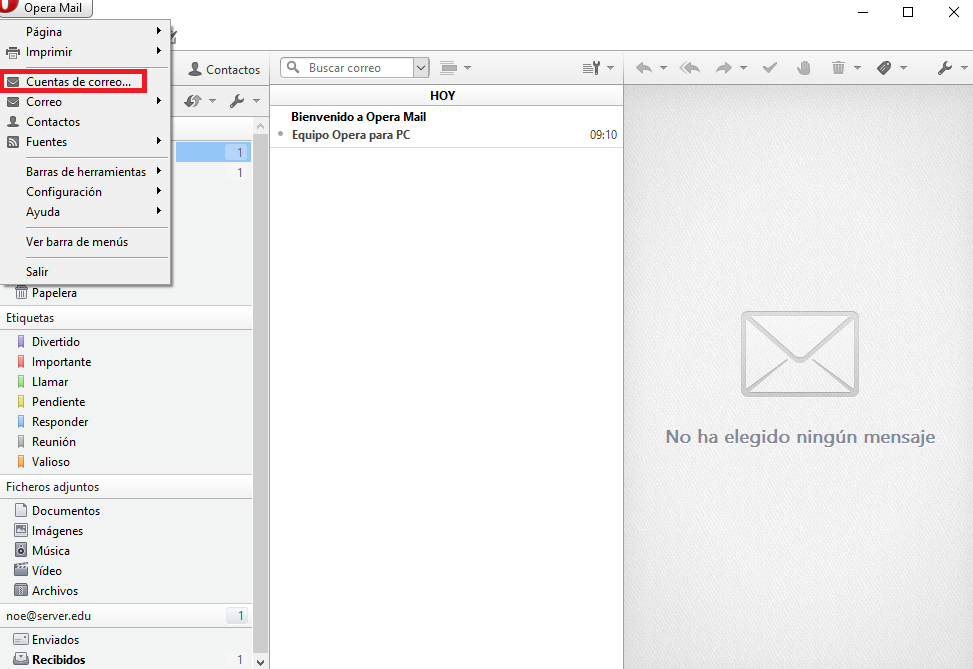 Opera Mail
Página
Imprimir
Cuentas de correo...
Correo
Contactos
Fuentes
Barras de herramientas
Configuración
Ayuda
Ver barra de menús
Salir
Contactos
1
1
Papelera
Etiquetas
Divertido
Importante
Llamar
Pendiente
Responder
Reunión
Valioso
Ficheros adjuntos
Documentos
Imágenes
Música
Vídeo
Archivos
noe@server.edu 1
Enviados
Recibidos 1
Buscar correo
HOY
Bienvenido a Opera Mail
Equipo Opera para PC 09:10
No ha elegido ningún mensaje